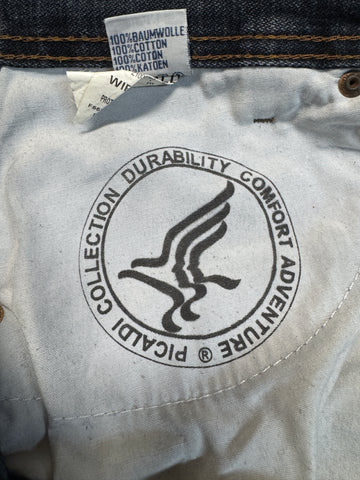 100%BAUMWOLLE
100%COTTON
100%COTON
100%KATOEN
PICALDI COLLECTION DURABILITY COMFORT ADVENTURE
®